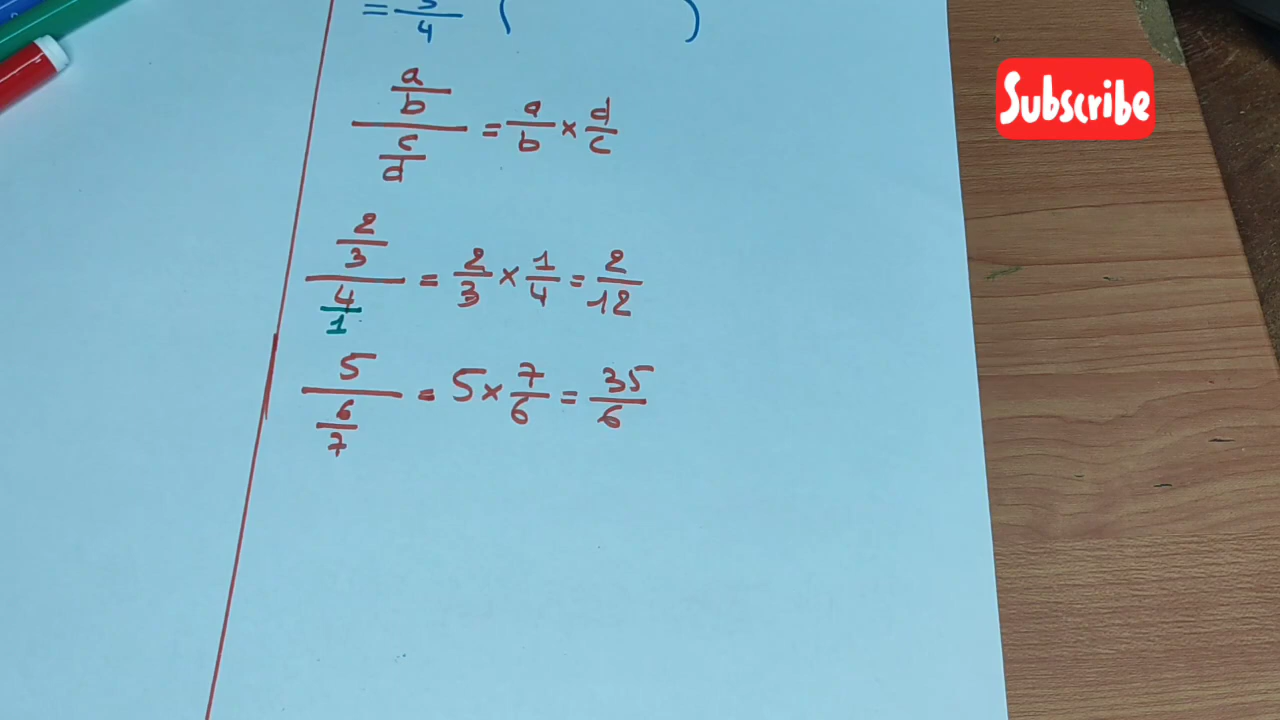 = 3/4 ( )
Subscribe
(a/b)/(c/d) = a/b × d/c
(2/3)/(4/1) = 2/3 × 1/4 = 2/12
5/(6/7) = 5 × 7/6 = 35/6